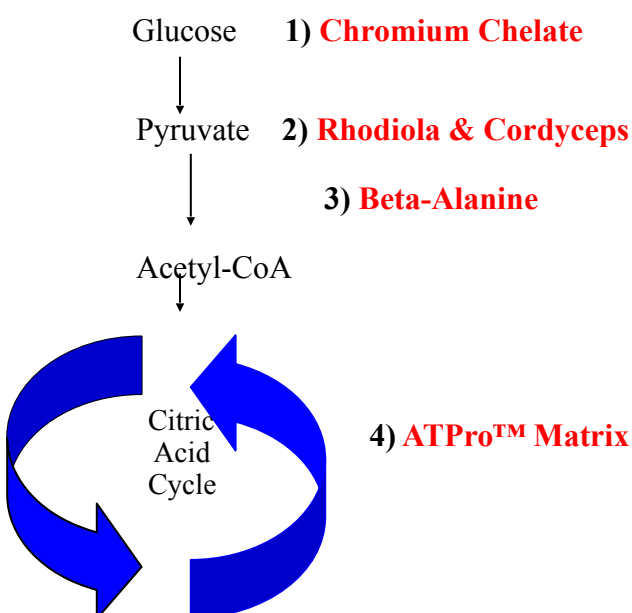 Glucose 1) Chromium Chelate
Pyruvate 2) Rhodiola & Cordyceps
3) Beta-Alanine
Acetyl-CoA
Citric
Acid
Cycle
4) ATPro™ Matrix